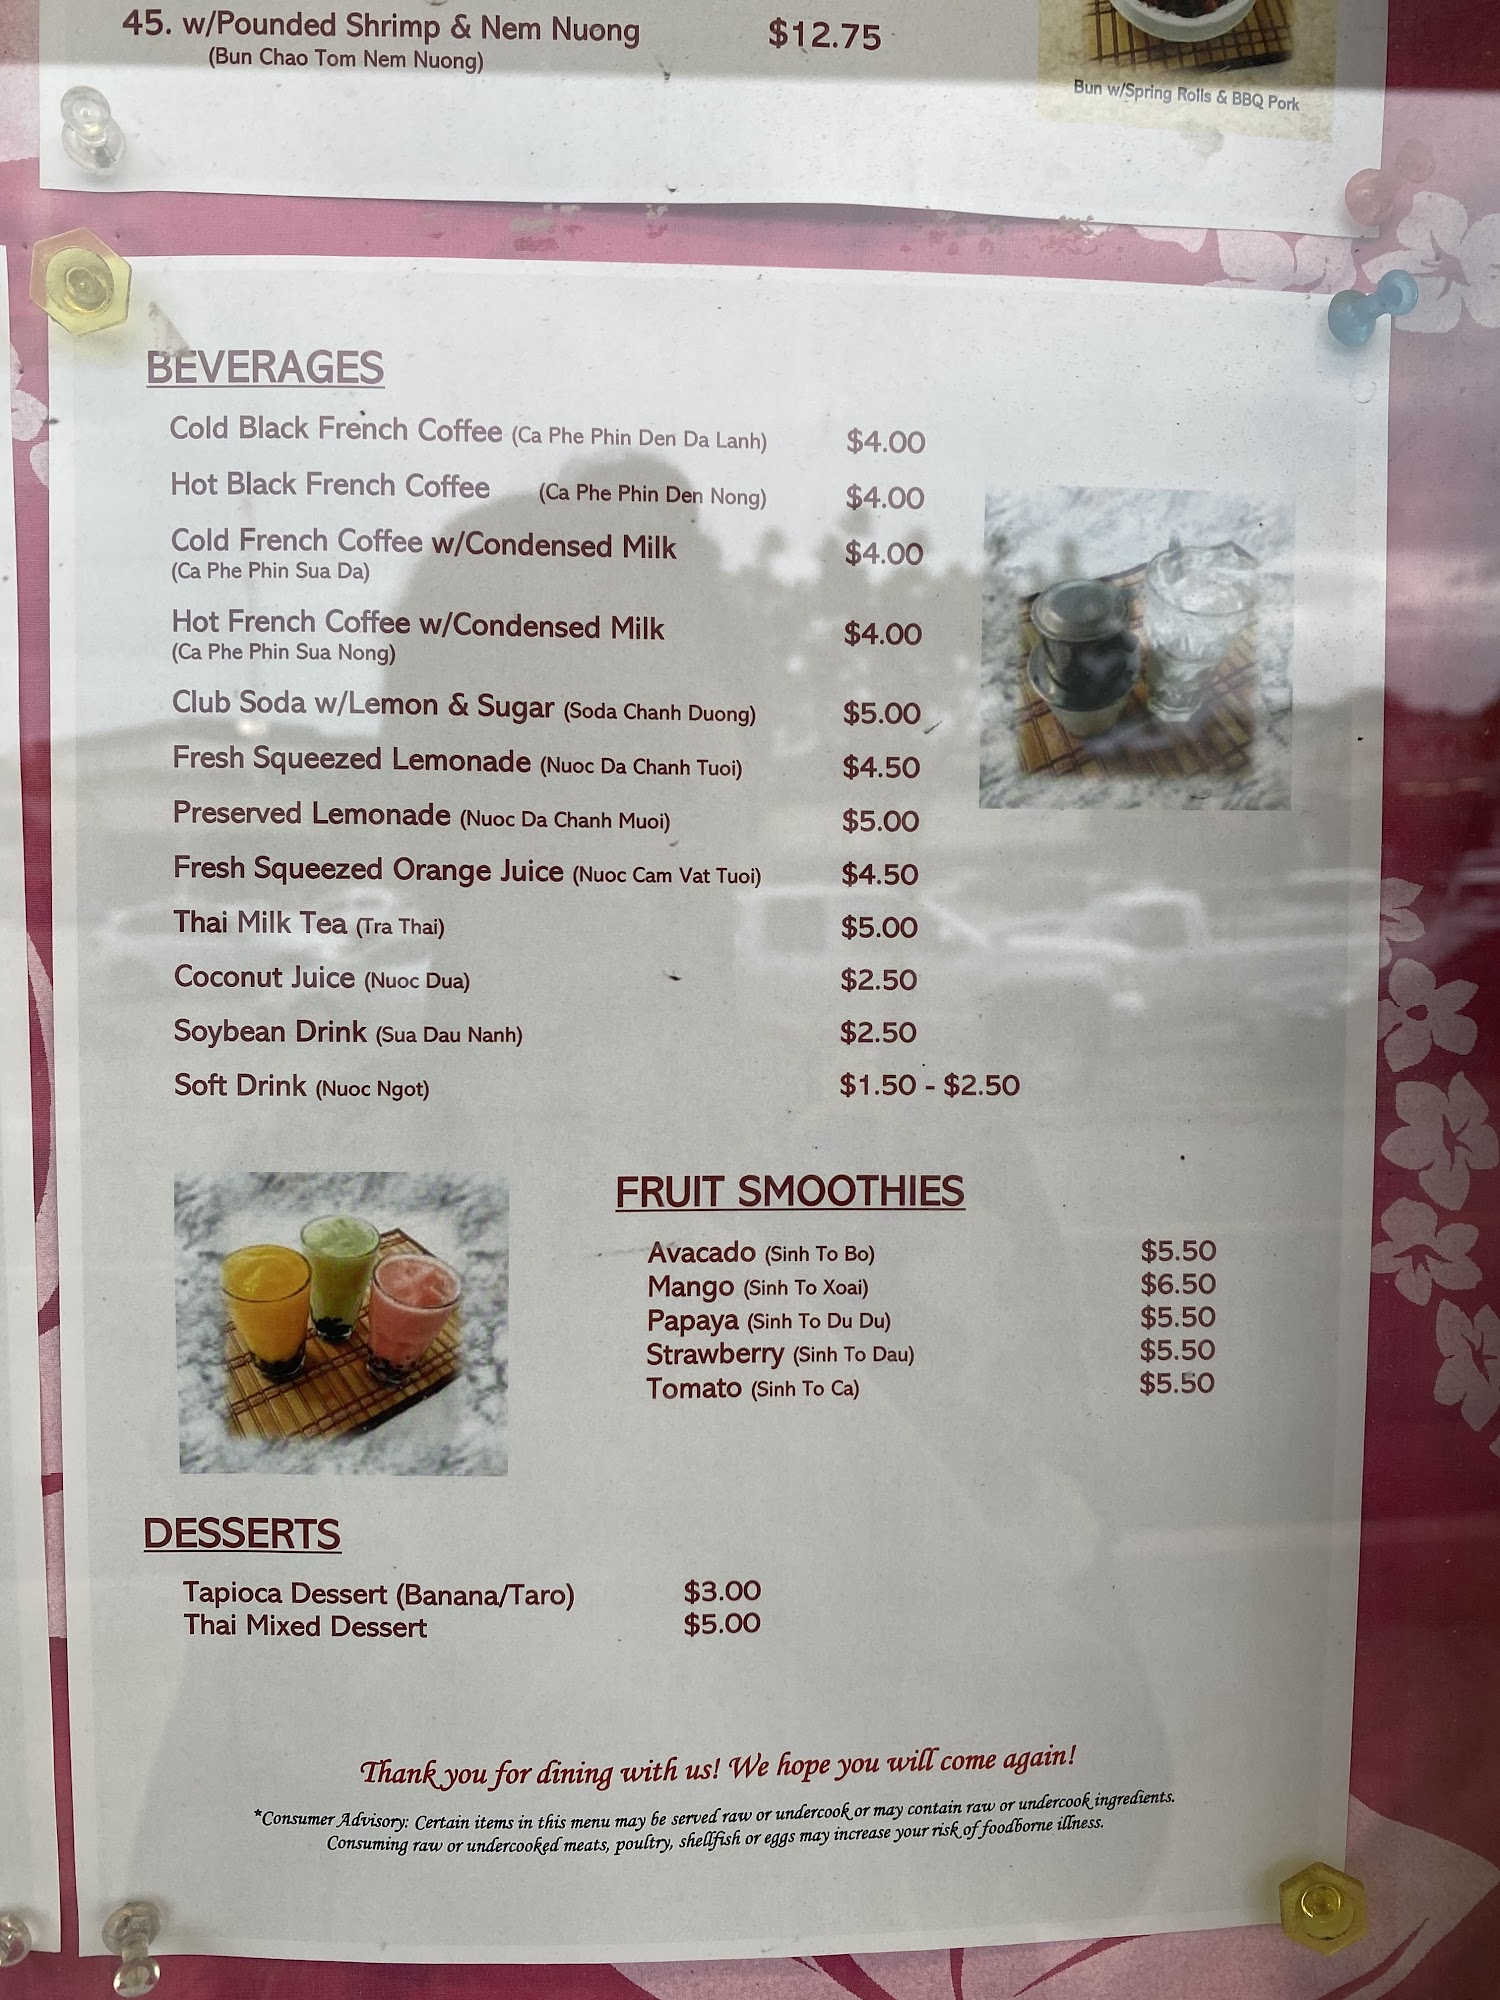 45. w/Pounded Shrimp & Nem Nuong $12.75
(Bun Chao Tom Nem Nuong)
Bun w/Spring Rolls & BBQ Pork
BEVERAGES
Cold Black French Coffee (Ca Phe Phin Den Da Lanh) $4.00
Hot Black French Coffee (Ca Phe Phin Den Nong) $4.00
Cold French Coffee w/Condensed Milk $4.00
(Ca Phe Phin Sua Da)
Hot French Coffee w/Condensed Milk $4.00
(Ca Phe Phin Sua Nong)
Club Soda w/Lemon & Sugar (Soda Chanh Duong) $5.00
Fresh Squeezed Lemonade (Nuoc Da Chanh Tuoi) $4.50
Preserved Lemonade (Nuoc Da Chanh Muoi) $5.00
Fresh Squeezed Orange Juice (Nuoc Cam Vat Tuoi) $4.50
Thai Milk Tea (Tra Thai) $5.00
Coconut Juice (Nuoc Dua) $2.50
Soybean Drink (Sua Dau Nanh) $2.50
Soft Drink (Nuoc Ngot) $1.50 - $2.50
FRUIT SMOOTHIES
Avacado (Sinh To Bo) $5.50
Mango (Sinh To Xoai) $6.50
Papaya (Sinh To Du Du) $5.50
Strawberry (Sinh To Dau) $5.50
Tomato (Sinh To Ca) $5.50
DESSERTS
Tapioca Dessert (Banana/Taro) $3.00
Thai Mixed Dessert $5.00
Thank you for dining with us! We hope you will come again!
*Consumer Advisory: Certain items in this menu may be served raw or undercook or may contain raw or undercook ingredients.
Consuming raw or undercooked meats, poultry, shellfish or eggs may increase your risk of foodborne illness.